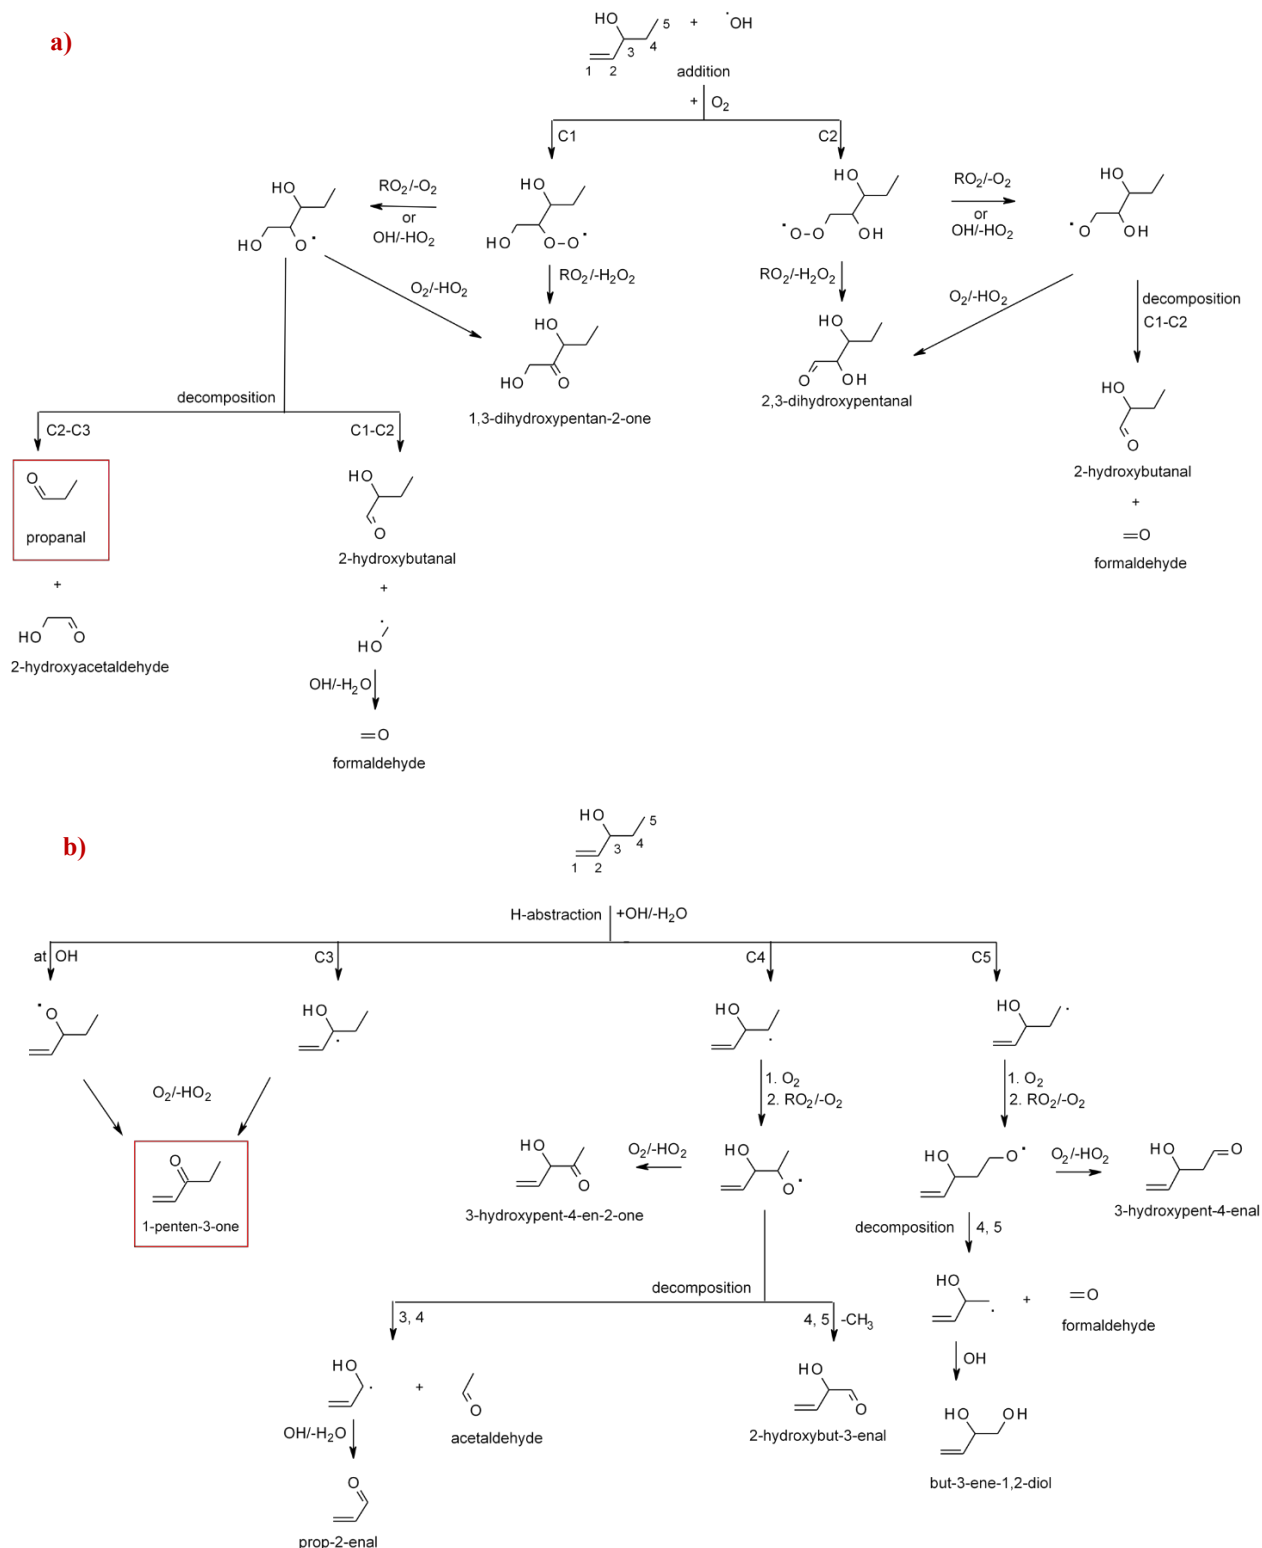 a)
HO
5
+
•OH
4
3
1
2
addition
+
O2
C1
C2
HO
HO
O•
RO2/-O2
or
OH/-HO2
HO
HO
O-O•
HO
•O-O
OH
RO2/-O2
or
OH/-HO2
HO
•O
OH
O2/-HO2
RO2/-H2O2
RO2/-H2O2
O2/-HO2
decomposition
C1-C2
HO
HO
O
1,3-dihydroxypentan-2-one
HO
O
OH
2,3-dihydroxypentanal
decomposition
C2-C3
C1-C2
HO
O
2-hydroxybutanal
+
=O
formaldehyde
O
propanal
+
HO
O
2-hydroxyacetaldehyde
HO
O
2-hydroxybutanal
+
•
HO
OH/-H2O
=O
formaldehyde
b)
HO
5
4
3
1
2
H-abstraction
+OH/-H2O
at
OH
C3
C4
C5
•O
HO
•
HO
•
HO
•
O2/-HO2
1. O2
2. RO2/-O2
1. O2
2. RO2/-O2
O
1-penten-3-one
HO
O
3-hydroxypent-4-en-2-one
O2/-HO2
HO
O•
HO
O•
O2/-HO2
HO
O
3-hydroxypent-4-enal
decomposition
4, 5
decomposition
3, 4
4, 5
-CH3
HO
•
+
=O
formaldehyde
OH
HO
•
+
O
acetaldehyde
OH/-H2O
HO
O
2-hydroxybut-3-enal
HO
OH
but-3-ene-1,2-diol
O
prop-2-enal